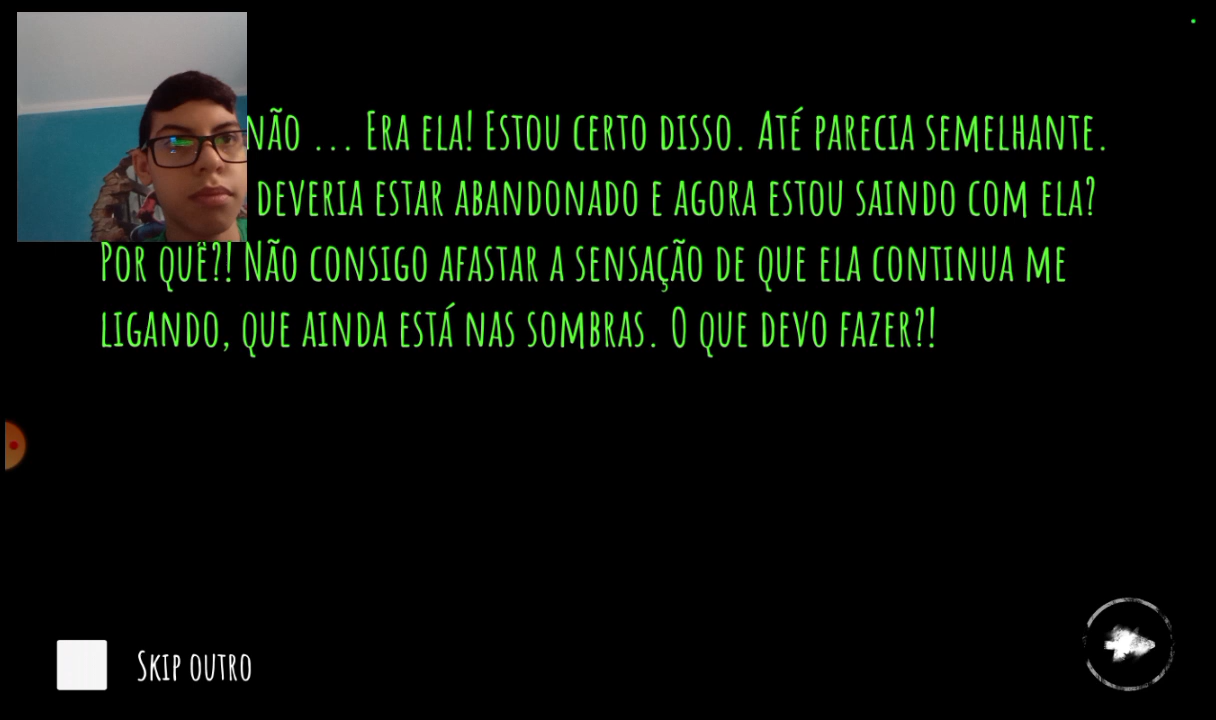 não ... Era ela! Estou certo disso. Até parecia semelhante.
deveria estar abandonado e agora estou saindo com ela?
Por quê?! Não consigo afastar a sensação de que ela continua me
ligando, que ainda está nas sombras. O que devo fazer?!
Skip outro